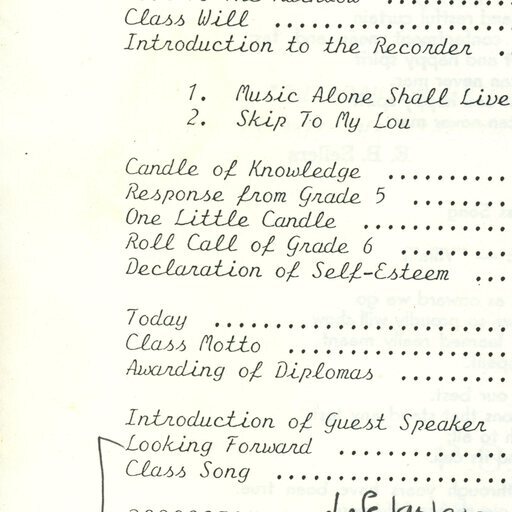 Class Will ..................
Introduction to the Recorder ..
1. Music Alone Shall Live
2. Skip To My Lou
Candle of Knowledge .........
Response from Grade 5 .......
One Little Candle ...........
Roll Call of Grade 6 ........
Declaration of Self-Esteem ...
Today .......................
Class Motto .................
Awarding of Diplomas ........
Introduction of Guest Speaker
Looking Forward .............
Class Song ..................